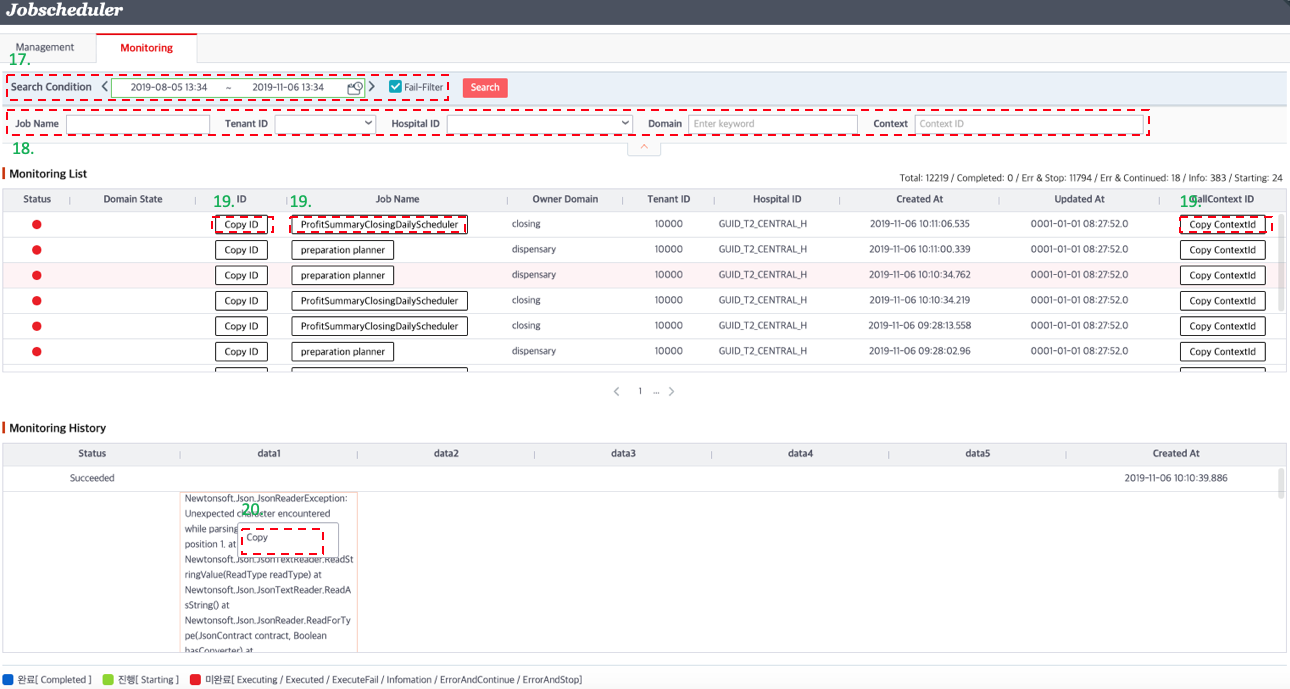 Jobscheduler
Management Monitoring
17.
Search Condition 2019-08-05 13:34 ~ 2019-11-06 13:34 Fail-Filter Search
Job Name Tenant ID Hospital ID Domain Enter keyword Context Context ID
18.
Monitoring List
Total: 12219 / Completed: 0 / Err & Stop: 11794 / Err & Continued: 18 / Info: 383 / Starting: 24
19. 19. 19.
Status Domain State ID Job Name Owner Domain Tenant ID Hospital ID Created At Updated At CallContext ID
Copy ID ProfitSummaryClosingDailyScheduler closing 10000 GUID_T2_CENTRAL_H 2019-11-06 10:11:06.535 0001-01-01 08:27:52.0 Copy ContextId
Copy ID preparation planner dispensary 10000 GUID_T2_CENTRAL_H 2019-11-06 10:11:00.339 0001-01-01 08:27:52.0 Copy ContextId
Copy ID preparation planner dispensary 10000 GUID_T2_CENTRAL_H 2019-11-06 10:10:34.762 0001-01-01 08:27:52.0 Copy ContextId
Copy ID ProfitSummaryClosingDailyScheduler closing 10000 GUID_T2_CENTRAL_H 2019-11-06 10:10:34.219 0001-01-01 08:27:52.0 Copy ContextId
Copy ID ProfitSummaryClosingDailyScheduler closing 10000 GUID_T2_CENTRAL_H 2019-11-06 09:28:13.558 0001-01-01 08:27:52.0 Copy ContextId
Copy ID preparation planner dispensary 10000 GUID_T2_CENTRAL_H 2019-11-06 09:28:02.96 0001-01-01 08:27:52.0 Copy ContextId
1 ...
Monitoring History
Status data1 data2 data3 data4 data5 Created At
Succeeded 2019-11-06 10:10:39.886
Newtonsoft.Json.JsonReaderException:
Unexpected character encountered
20.
while parsing
Copy
position 1. at
Newtonsoft.Json.JsonTextReader.ReadSt
ringValue(ReadType readType) at
Newtonsoft.Json.JsonTextReader.ReadA
sString() at
Newtonsoft.Json.JsonReader.ReadForTy
pe(JsonContract contract, Boolean
hasConverter) at
완료[ Completed ] 진행[ Starting ] 미완료[ Executing / Executed / ExecuteFail / Infomation / ErrorAndContinue / ErrorAndStop]